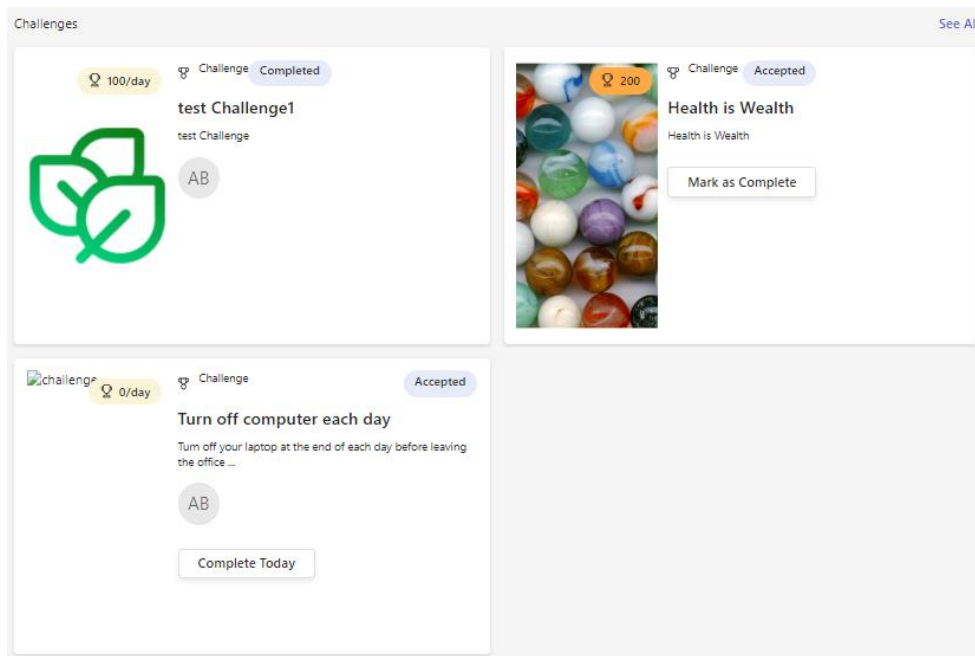 Challenges
See Al
100/day
Challenge
Completed
test Challenge1
test Challenge
AB
200
Challenge
Accepted
Health is Wealth
Health is Wealth
Mark as Complete
challenge
0/day
Challenge
Accepted
Turn off computer each day
Turn off your laptop at the end of each day before leaving
the office ...
AB
Complete Today